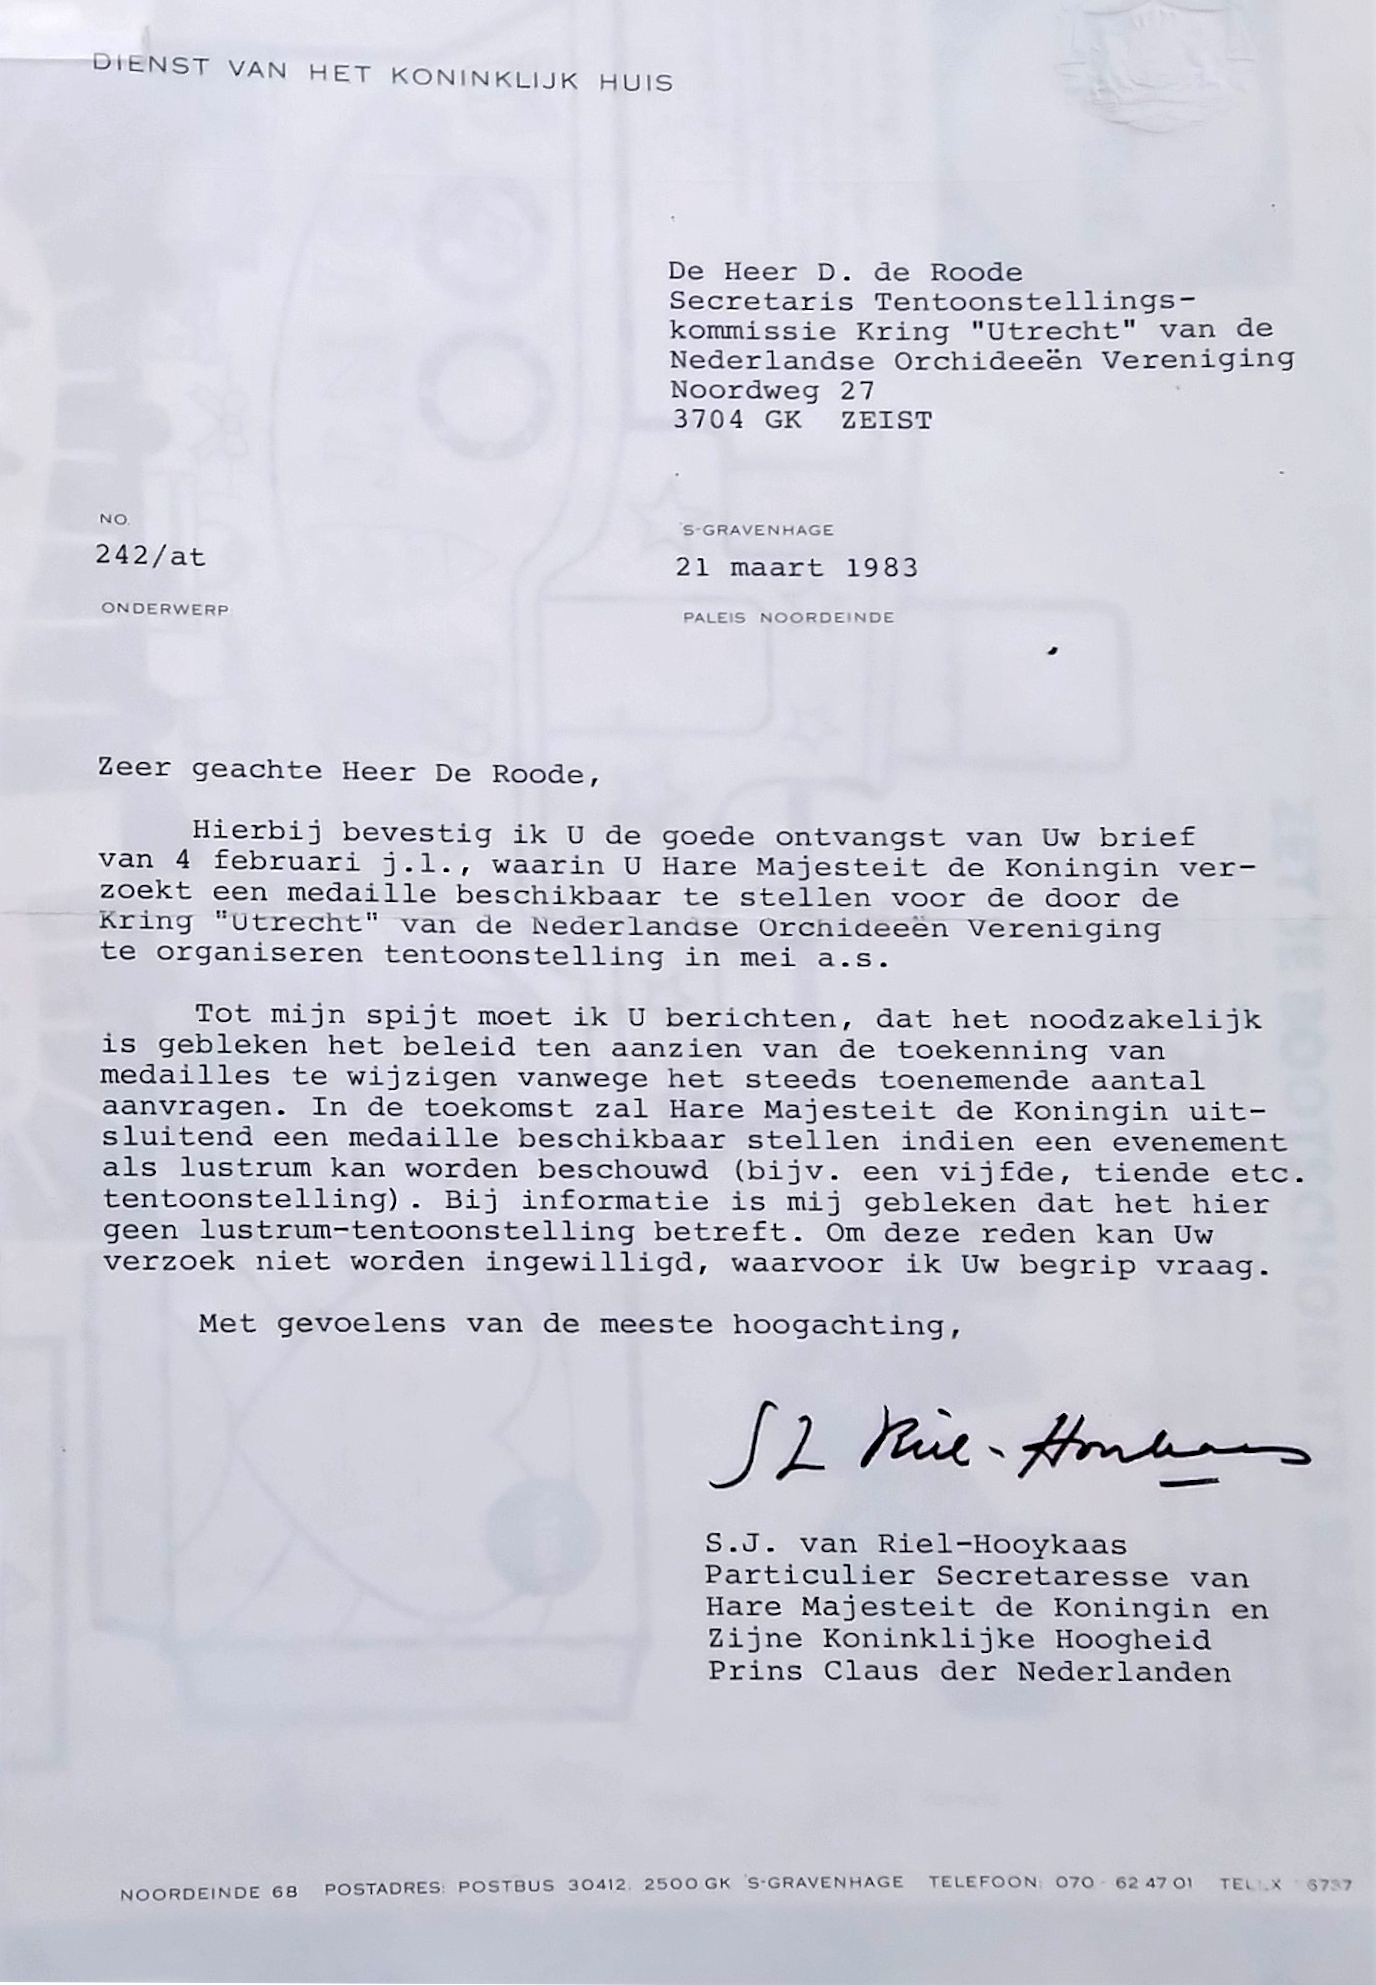 DIENST VAN HET KONINKLIJK HUIS
De Heer D. de Roode
Secretaris Tentoonstellings-
kommissie Kring "Utrecht" van de
Nederlandse Orchideeën Vereniging
Noordweg 27
3704 GK ZEIST
NO.
242/at
'S-GRAVENHAGE
21 maart 1983
ONDERWERP
PALEIS NOORDEINDE
Zeer geachte Heer De Roode,
Hierbij bevestig ik U de goede ontvangst van Uw brief
van 4 februari j.l., waarin U Hare Majesteit de Koningin ver-
zoekt een medaille beschikbaar te stellen voor de door de
Kring "Utrecht" van de Nederlandse Orchideeën Vereniging
te organiseren tentoonstelling in mei a.s.
Tot mijn spijt moet ik U berichten, dat het noodzakelijk
is gebleken het beleid ten aanzien van de toekenning van
medailles te wijzigen vanwege het steeds toenemende aantal
aanvragen. In de toekomst zal Hare Majesteit de Koningin uit-
sluitend een medaille beschikbaar stellen indien een evenement
als lustrum kan worden beschouwd (bijv. een vijfde, tiende etc.
tentoonstelling). Bij informatie is mij gebleken dat het hier
geen lustrum-tentoonstelling betreft. Om deze reden kan Uw
verzoek niet worden ingewilligd, waarvoor ik Uw begrip vraag.
Met gevoelens van de meeste hoogachting,
S.J. van Riel-Hooykaas
Particulier Secretaresse van
Hare Majesteit de Koningin en
Zijne Koninklijke Hoogheid
Prins Claus der Nederlanden
NOORDEINDE 68 POSTADRES: POSTBUS 30412, 2500 GK 'S-GRAVENHAGE TELEFOON: 070 - 62 47 01